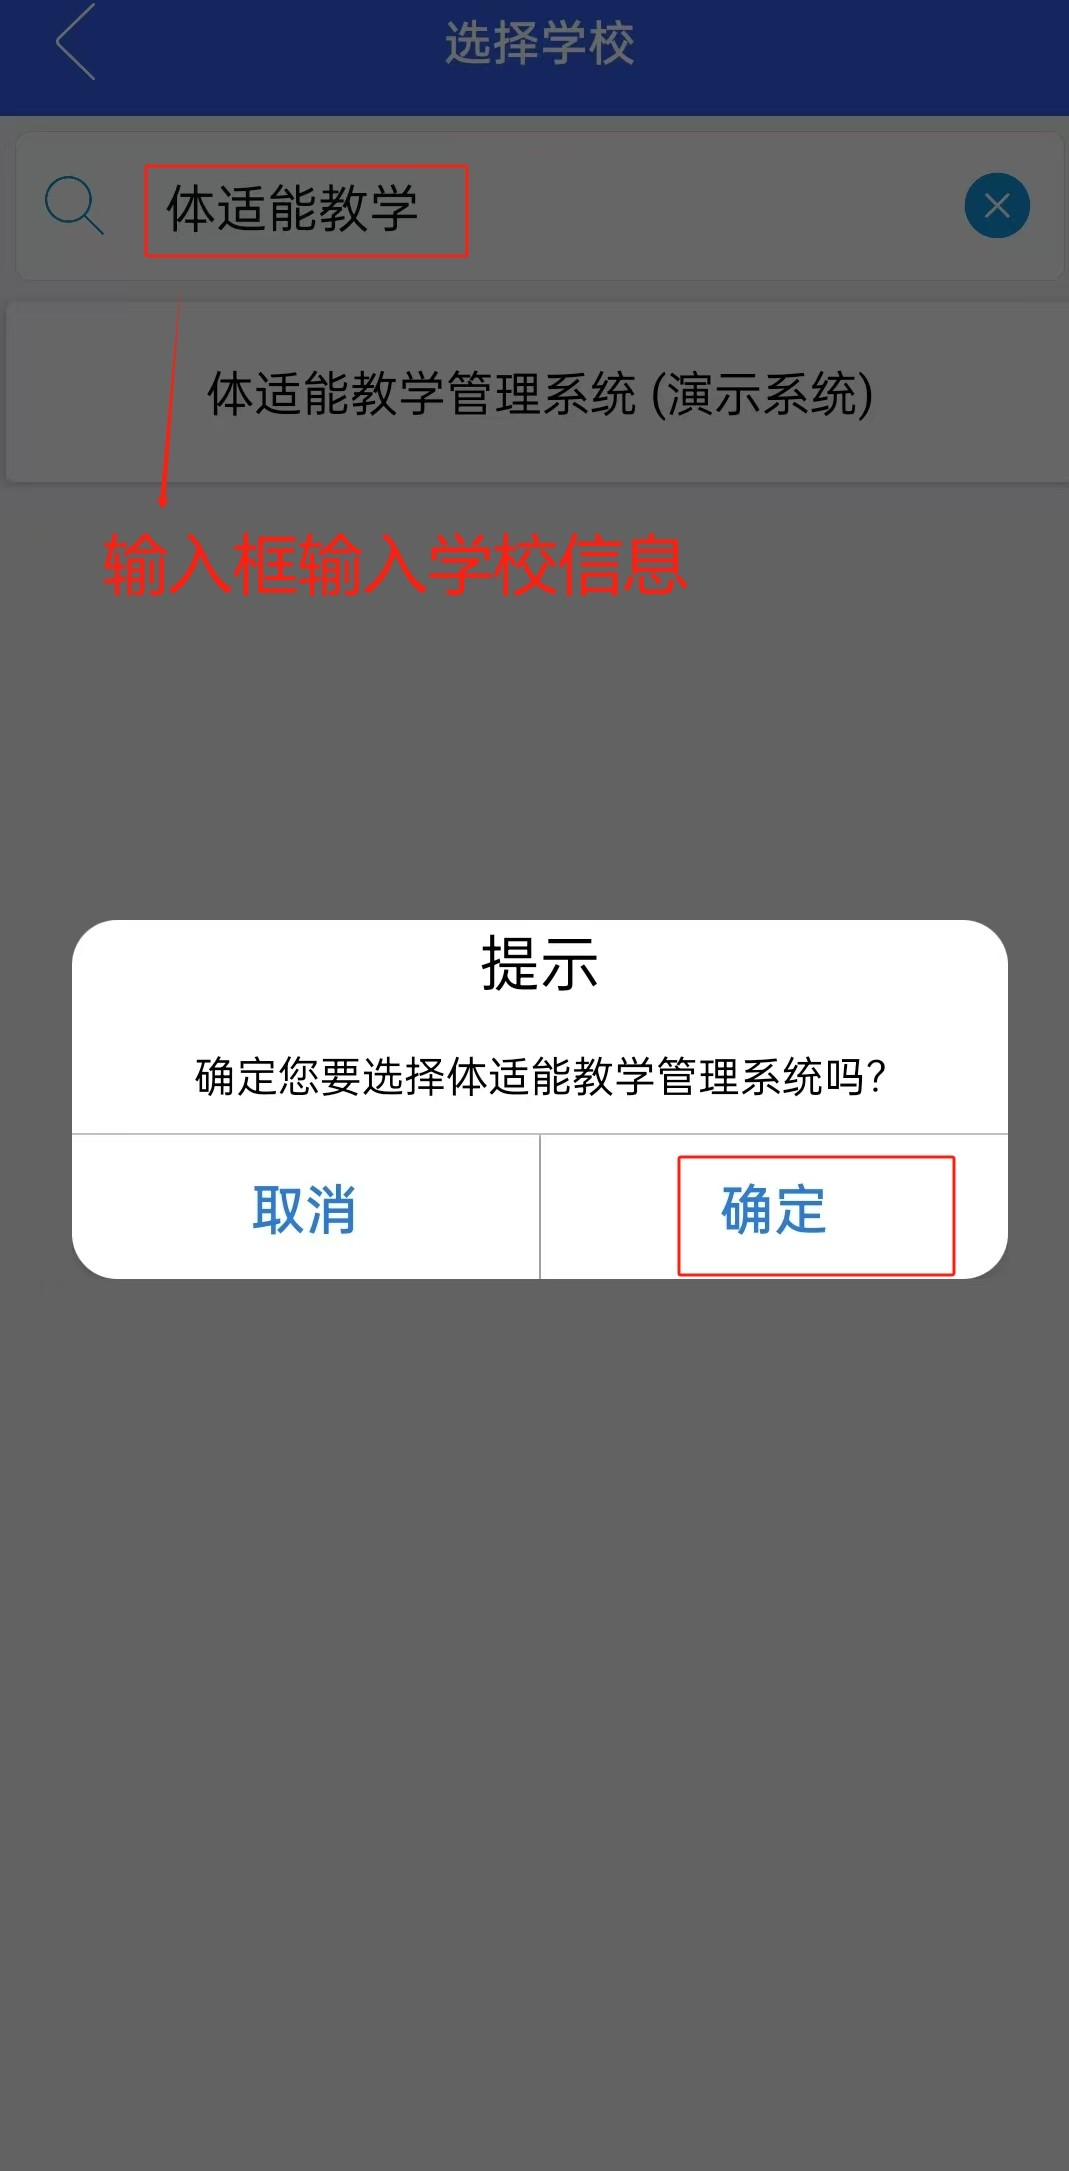 选择学校
体适能教学
体适能教学管理系统 (演示系统)
输入框输入学校信息
提示
确定您要选择体适能教学管理系统吗?
取消
确定